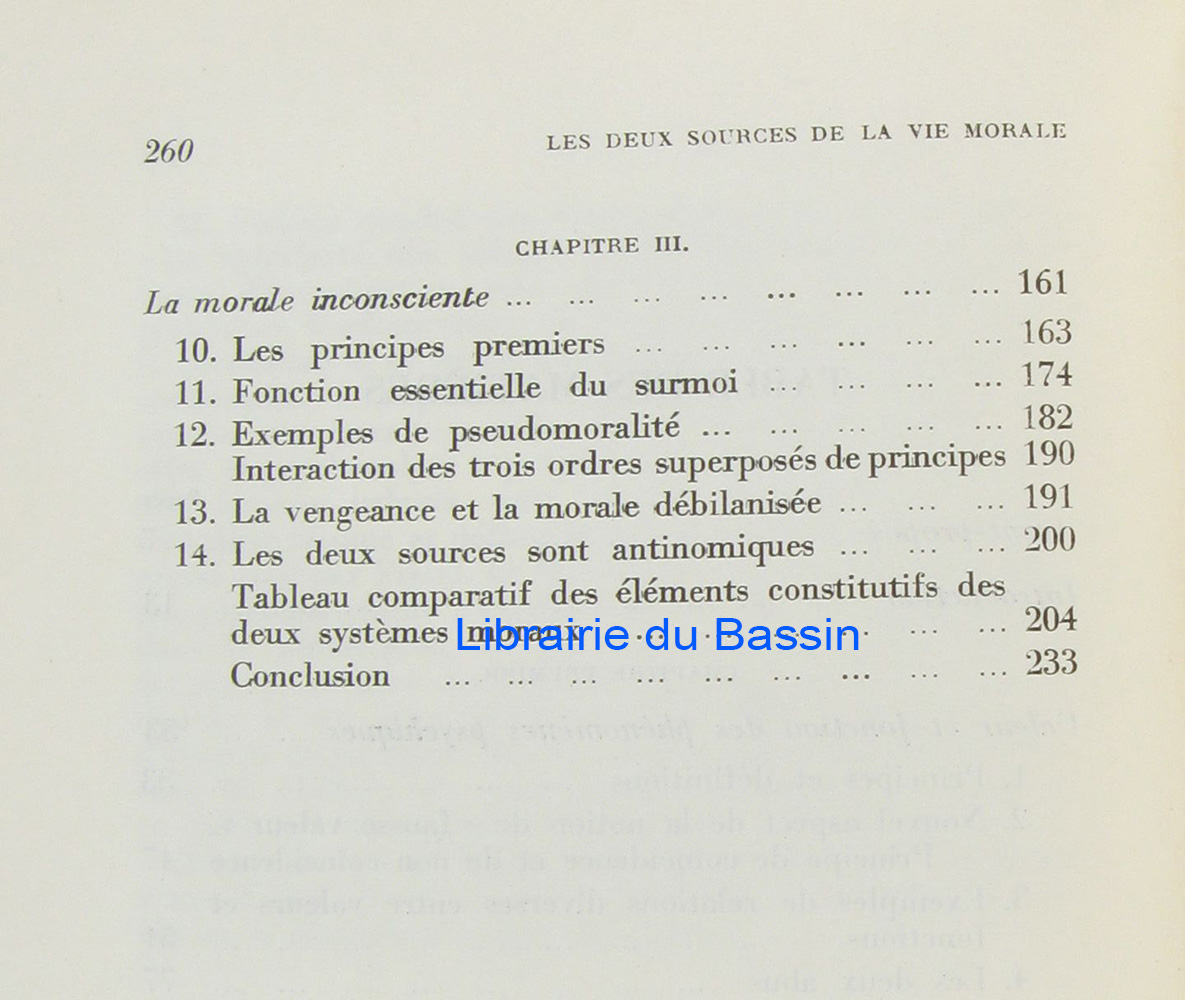 260
LES DEUX SOURCES DE LA VIE MORALE
CHAPITRE III.
La morale inconsciente ... ... ... ... ... ... ... ... 161
10. Les principes premiers ... ... ... ... ... ... 163
11. Fonction essentielle du surmoi ... ... ... ... 174
12. Exemples de pseudomoralité ... ... ... ... ... 182
Interaction des trois ordres superposés de principes 190
13. La vengeance et la morale débilanisée ... ... ... 191
14. Les deux sources sont antinomiques ... ... ... 200
Tableau comparatif des éléments constitutifs des
deux systèmes moraux ... ... ... ... ... ... 204
Librairie du Bassin
Conclusion ... ... ... ... ... ... ... ... ... 233